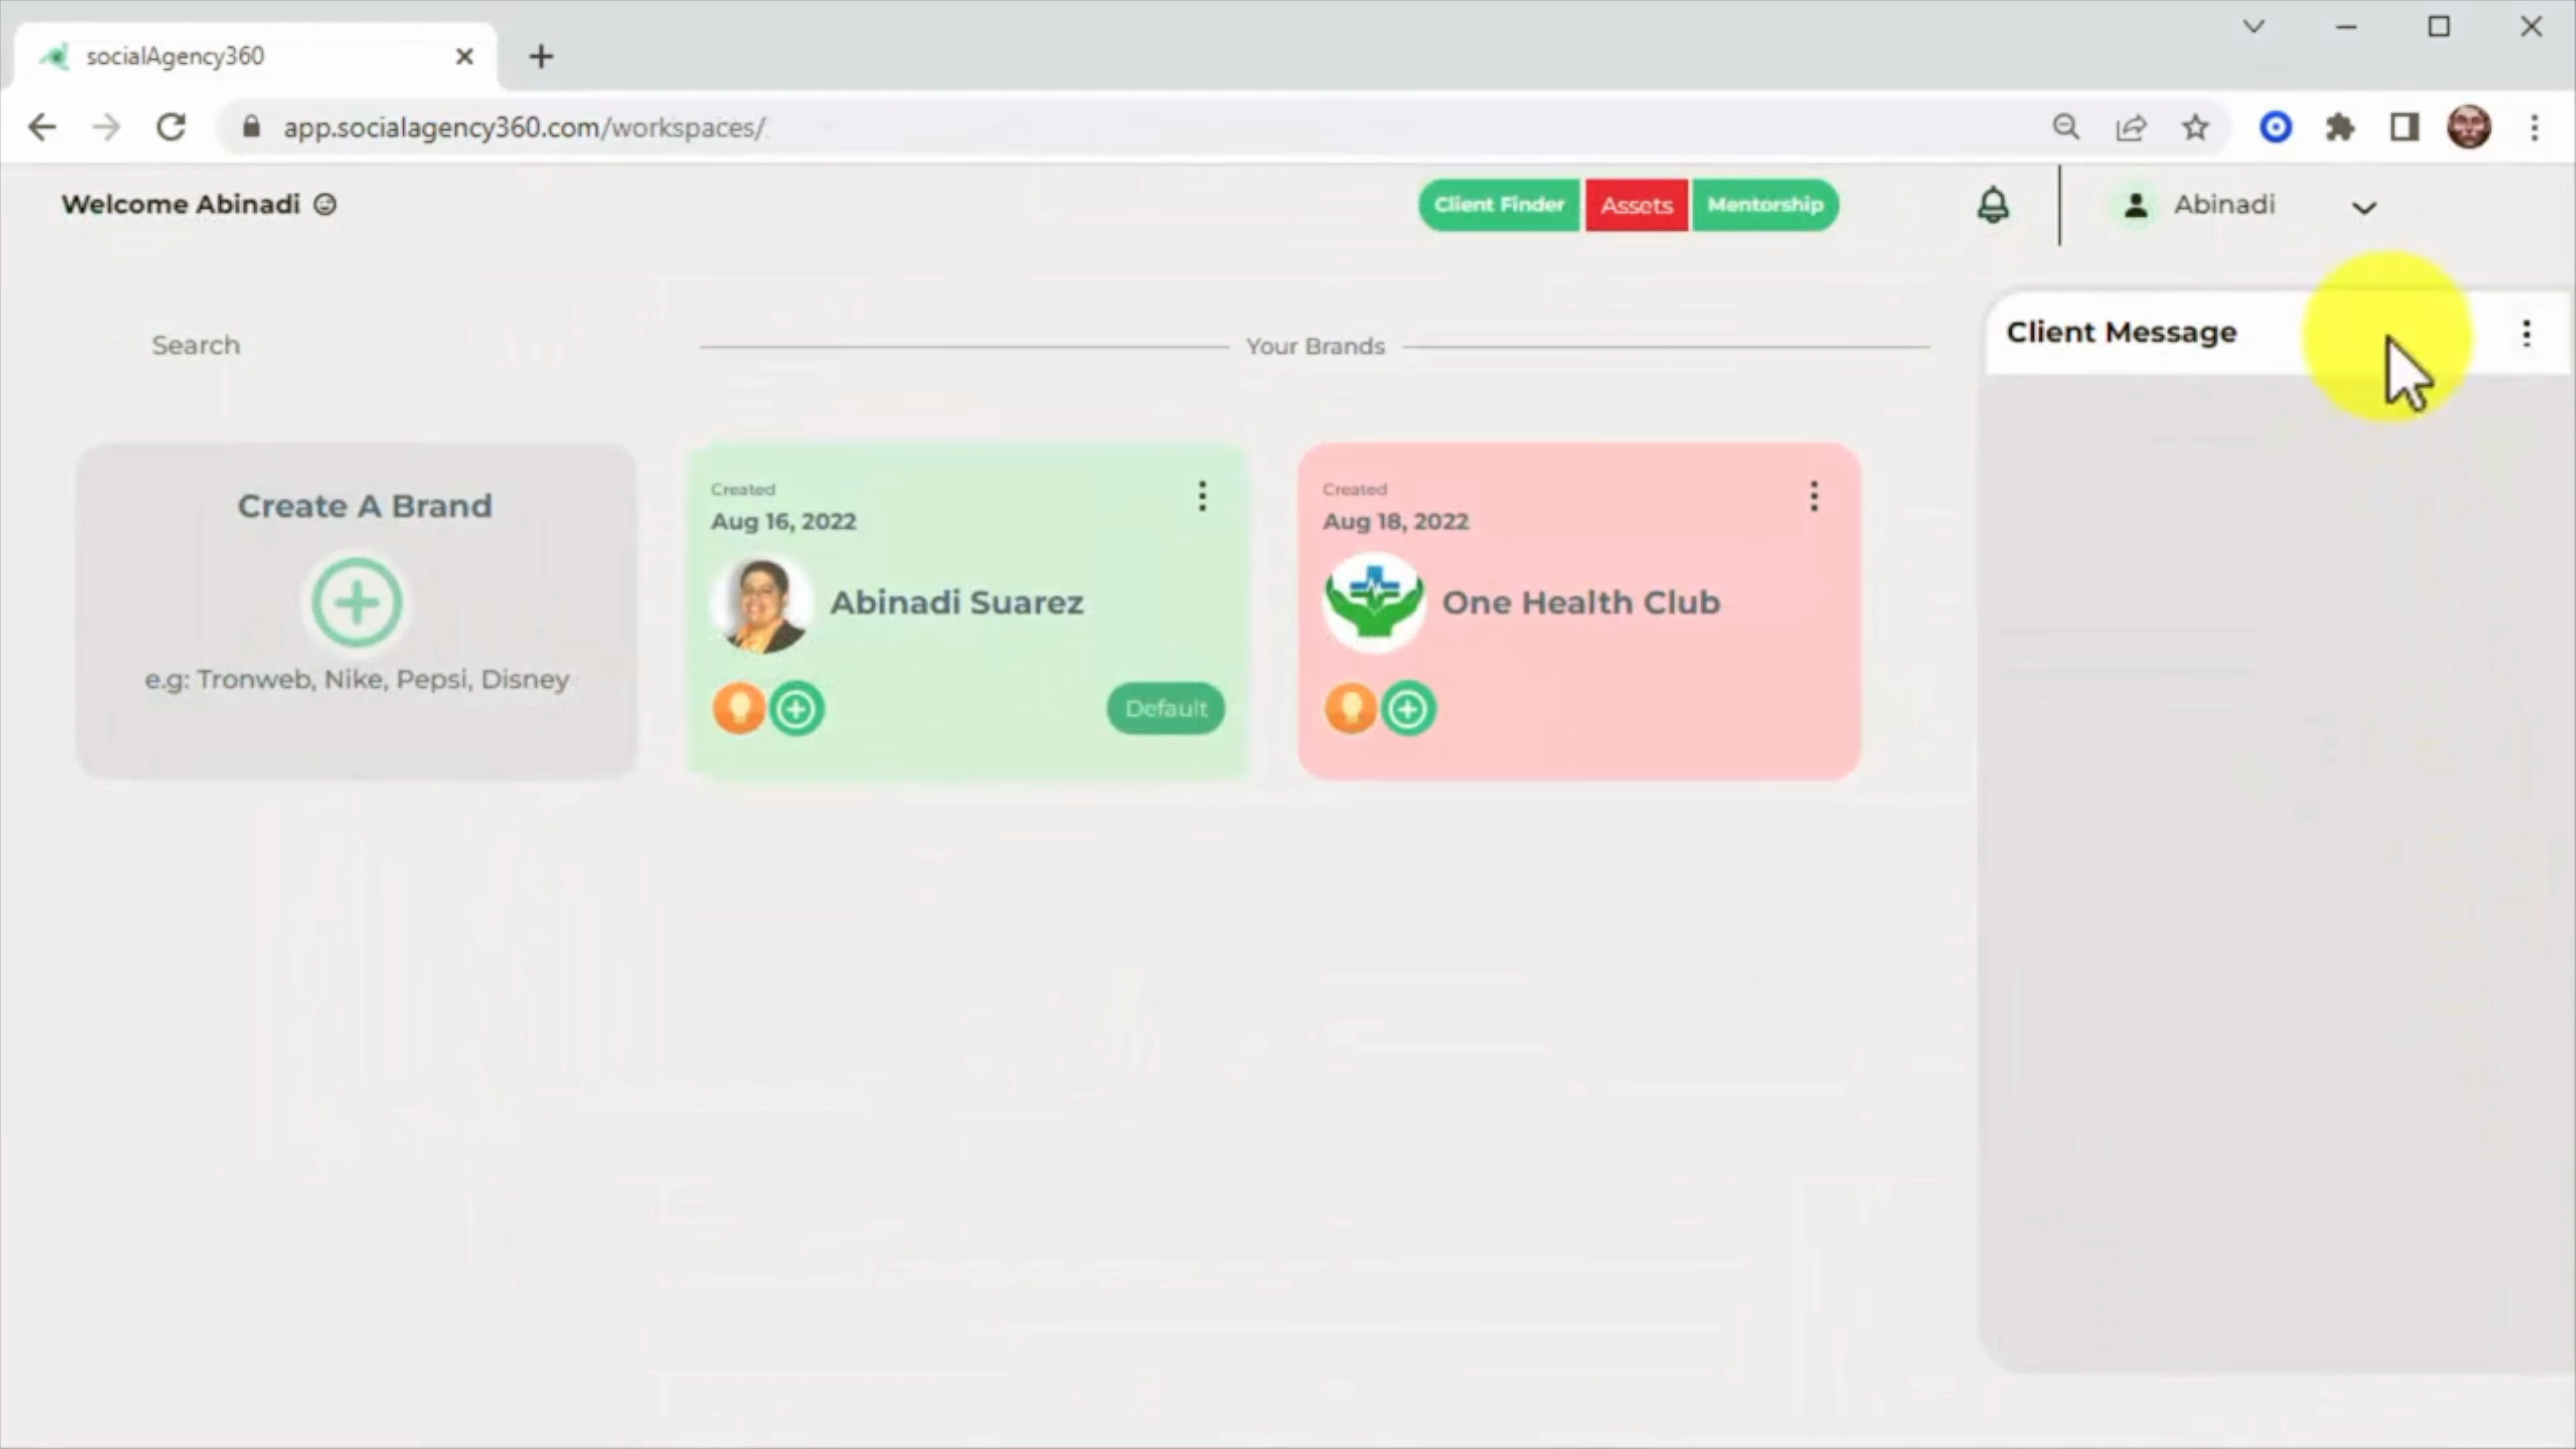 socialAgency360
app.socialagency360.com/workspaces/
Welcome Abinadi
Client Finder
Assets
Mentorship
Abinadi
Search
Your Brands
Client Message
Create A Brand
e.g: Tronweb, Nike, Pepsi, Disney
Created
Aug 16, 2022
Abinadi Suarez
Default
Created
Aug 18, 2022
One Health Club